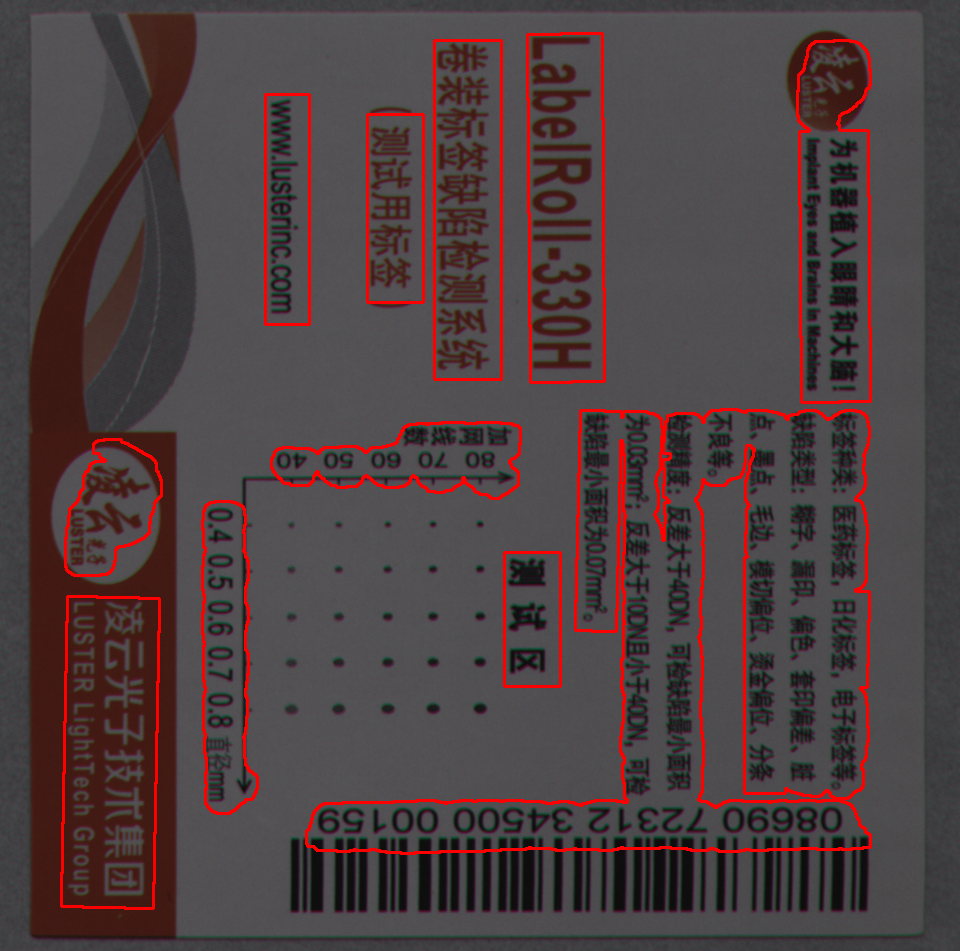 凌云光子
LUSTER
为机器植入眼睛和大脑！
Implant Eyes and Brains in Machines
LabelRoll-330H
卷装标签缺陷检测系统
（测试用标签）
www.lusterinc.com
标签种类：医药标签，日化标签，电子标签等。
缺陷类型：糊字、漏印、偏色、套印偏差、脏
点、墨点、毛边、模切偏位、烫金偏位、分条
不良等。
检测精度：反差大于40DN，可检缺陷最小面积
为0.03mm²；反差大于10DN且小于40DN，可检
缺陷最小面积为0.07mm²。
测试区
加网线数
80 70 60 50 40
0.4 0.5 0.6 0.7 0.8 直径mm
08690 72312 34500 00159
凌云光子
LUSTER
凌云光子技术集团
LUSTER LightTech Group